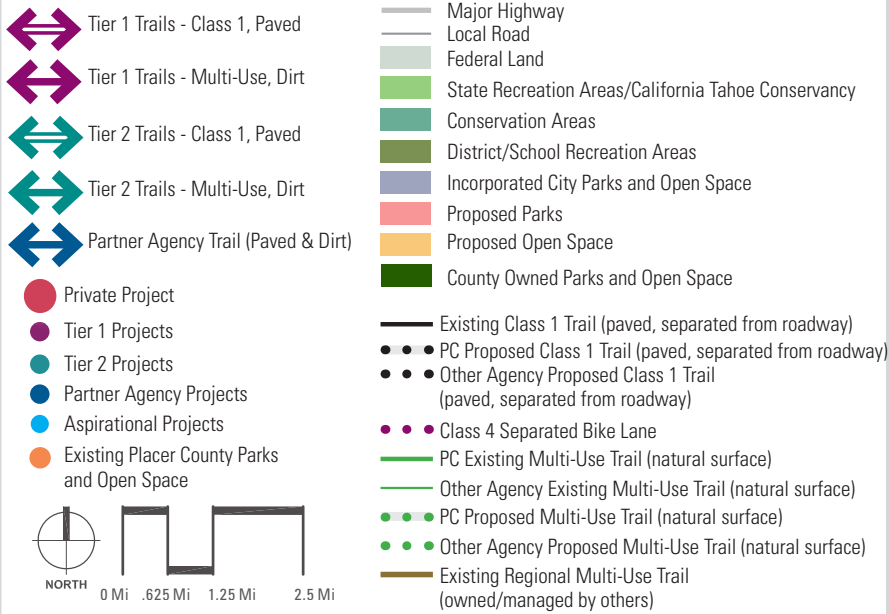 Tier 1 Trails - Class 1, Paved
Tier 1 Trails - Multi-Use, Dirt
Tier 2 Trails - Class 1, Paved
Tier 2 Trails - Multi-Use, Dirt
Partner Agency Trail (Paved & Dirt)
Private Project
Tier 1 Projects
Tier 2 Projects
Partner Agency Projects
Aspirational Projects
Existing Placer County Parks
and Open Space
NORTH
0 Mi .625 Mi 1.25 Mi 2.5 Mi
Major Highway
Local Road
Federal Land
State Recreation Areas/California Tahoe Conservancy
Conservation Areas
District/School Recreation Areas
Incorporated City Parks and Open Space
Proposed Parks
Proposed Open Space
County Owned Parks and Open Space
Existing Class 1 Trail (paved, separated from roadway)
PC Proposed Class 1 Trail (paved, separated from roadway)
Other Agency Proposed Class 1 Trail
(paved, separated from roadway)
Class 4 Separated Bike Lane
PC Existing Multi-Use Trail (natural surface)
Other Agency Existing Multi-Use Trail (natural surface)
PC Proposed Multi-Use Trail (natural surface)
Other Agency Proposed Multi-Use Trail (natural surface)
Existing Regional Multi-Use Trail
(owned/managed by others)